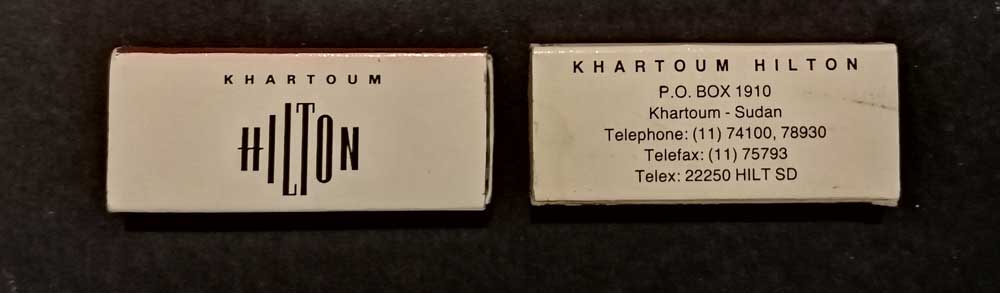 KHARTOUM
HILTON
KHARTOUM HILTON
P.O. BOX 1910
Khartoum - Sudan
Telephone: (11) 74100, 78930
Telefax: (11) 75793
Telex: 22250 HILT SD